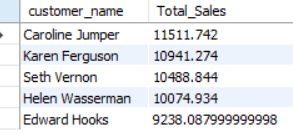 customer_name Total_Sales
Caroline Jumper 11511.742
Karen Ferguson 10941.274
Seth Vernon 10488.844
Helen Wasserman 10074.934
Edward Hooks 9238.087999999998